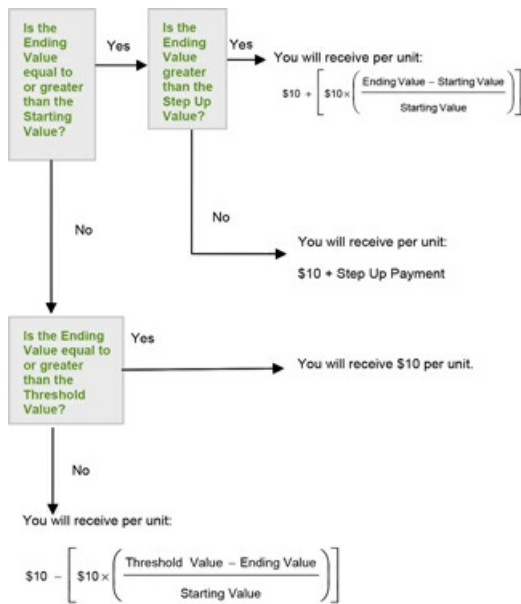 Is the
Ending
Value
equal to
or greater
than the
Starting
Value?
Yes
Is the
Ending
Value
greater
than the
Step Up
Value?
Yes
You will receive per unit:
$10 + [ $10 × ( Ending Value – Starting Value
Starting Value ) ]
No
You will receive per unit:
$10 + Step Up Payment
No
Is the Ending
Value equal to
or greater
than the
Threshold
Value?
Yes
You will receive $10 per unit.
No
You will receive per unit:
$10 – [ $10 × ( Threshold Value – Ending Value
Starting Value ) ]